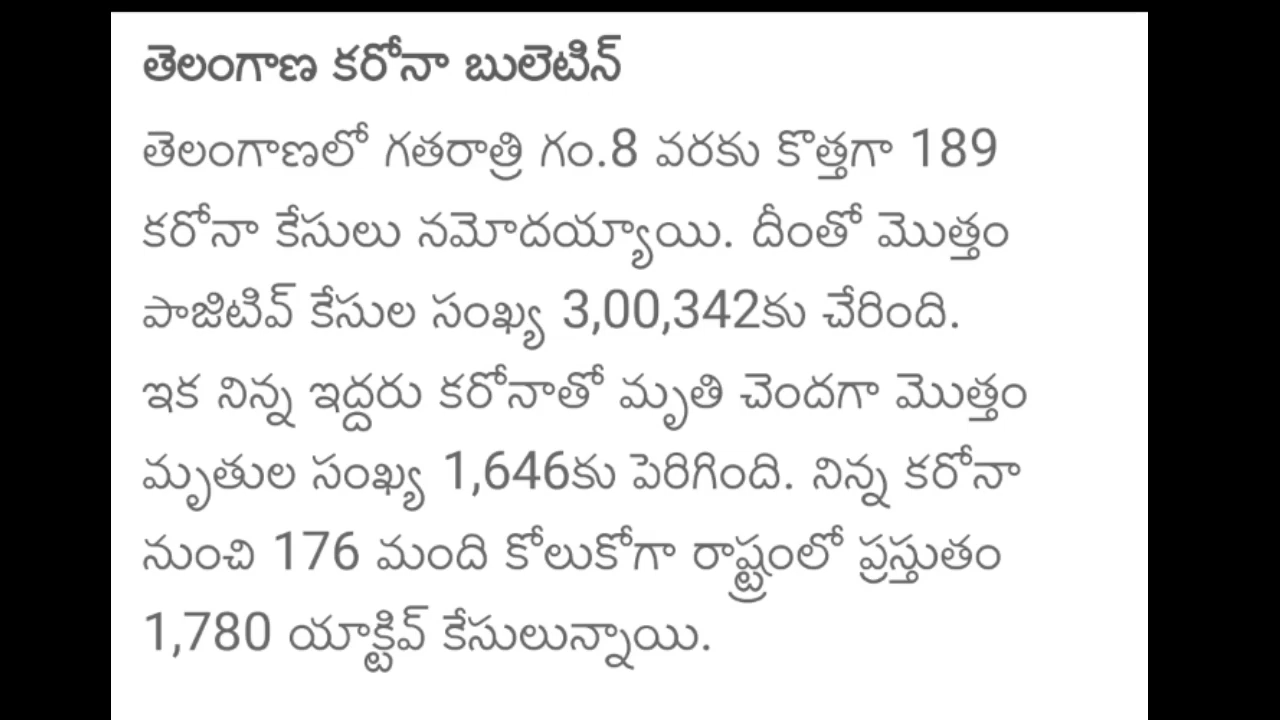 తెలంగాణ కరోనా బులెటిన్
తెలంగాణలో గతరాత్రి గం.8 వరకు కొత్తగా 189
కరోనా కేసులు నమోదయ్యాయి. దీంతో మొత్తం
పాజిటివ్ కేసుల సంఖ్య 3,00,342కు చేరింది.
ఇక నిన్న ఇద్దరు కరోనాతో మృతి చెందగా మొత్తం
మృతుల సంఖ్య 1,646కు పెరిగింది. నిన్న కరోనా
నుంచి 176 మంది కోలుకోగా రాష్ట్రంలో ప్రస్తుతం
1,780 యాక్టివ్ కేసులున్నాయి.